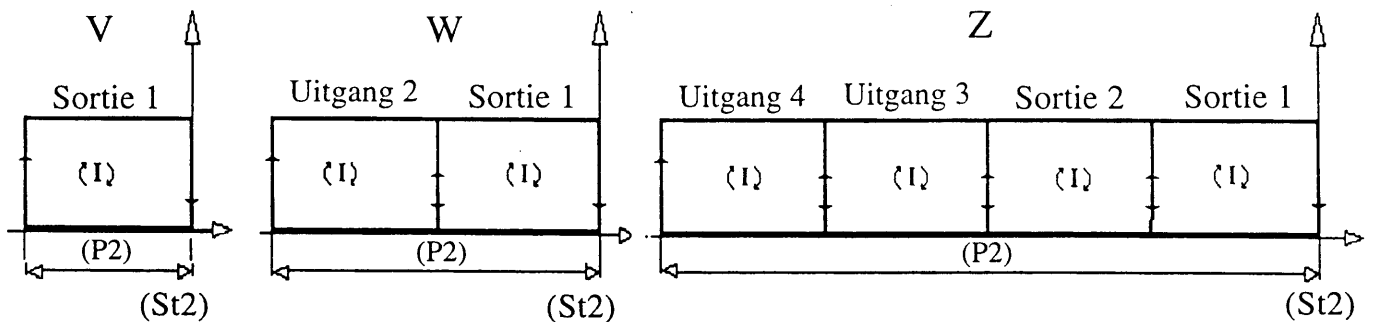 V W Z
Sortie 1 Uitgang 2 Sortie 1 Uitgang 4 Uitgang 3 Sortie 2 Sortie 1
(I) (I) (I) (I) (I) (I) (I)
(P2) (P2) (P2)
(St2) (St2) (St2)